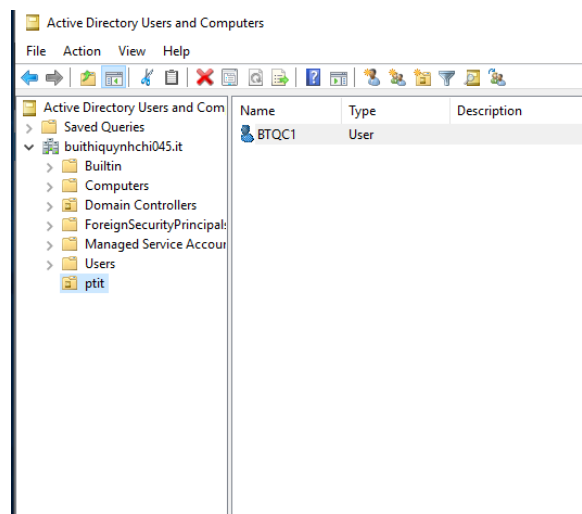 Active Directory Users and Computers
File Action View Help
Active Directory Users and Com
Saved Queries
buithiquynhchi045.it
Builtin
Computers
Domain Controllers
ForeignSecurityPrincipals
Managed Service Accour
Users
ptit
Name Type Description
BTQC1 User